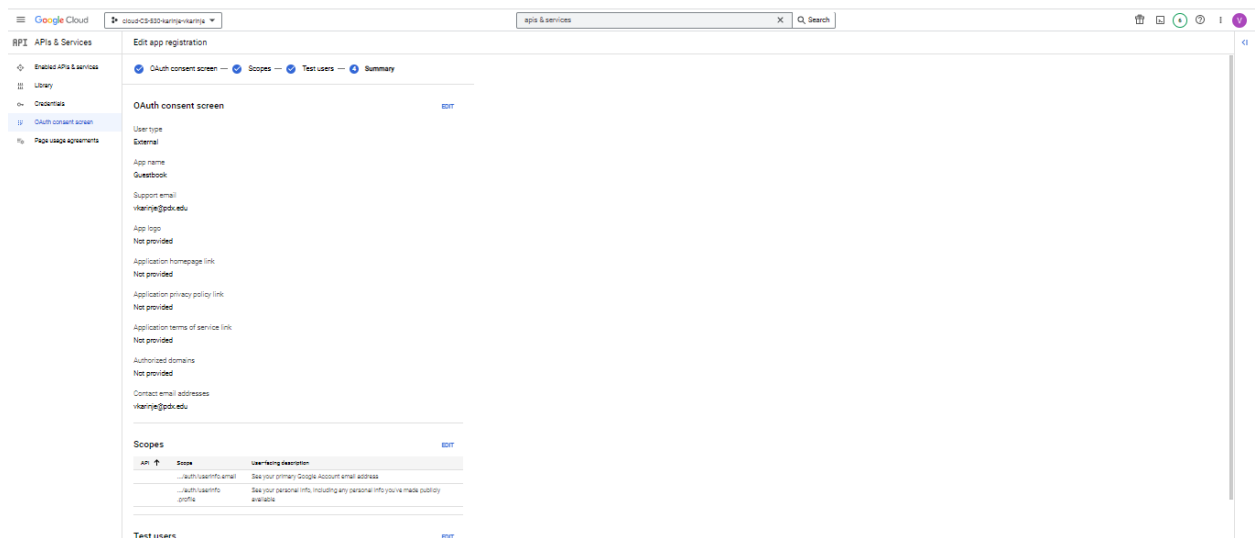 Google Cloud
cloud-CS-530-karinje-vkarinje
apis & services
Search
V
API APIs & Services
Edit app registration
Enabled APIs & services
Library
Credentials
OAuth consent screen
Page usage agreements
OAuth consent screen — Scopes — Test users — 4 Summary
OAuth consent screen
EDIT
User type
External
App name
Guestbook
Support email
vkarinje@pdx.edu
App logo
Not provided
Application homepage link
Not provided
Application privacy policy link
Not provided
Application terms of service link
Not provided
Authorized domains
Not provided
Contact email addresses
vkarinje@pdx.edu
Scopes
EDIT
API Scope User-facing description
.../auth/userinfo.email See your primary Google Account email address
.../auth/userinfo See your personal info, including any personal info you've made publicly
.profile available
Test users
EDIT